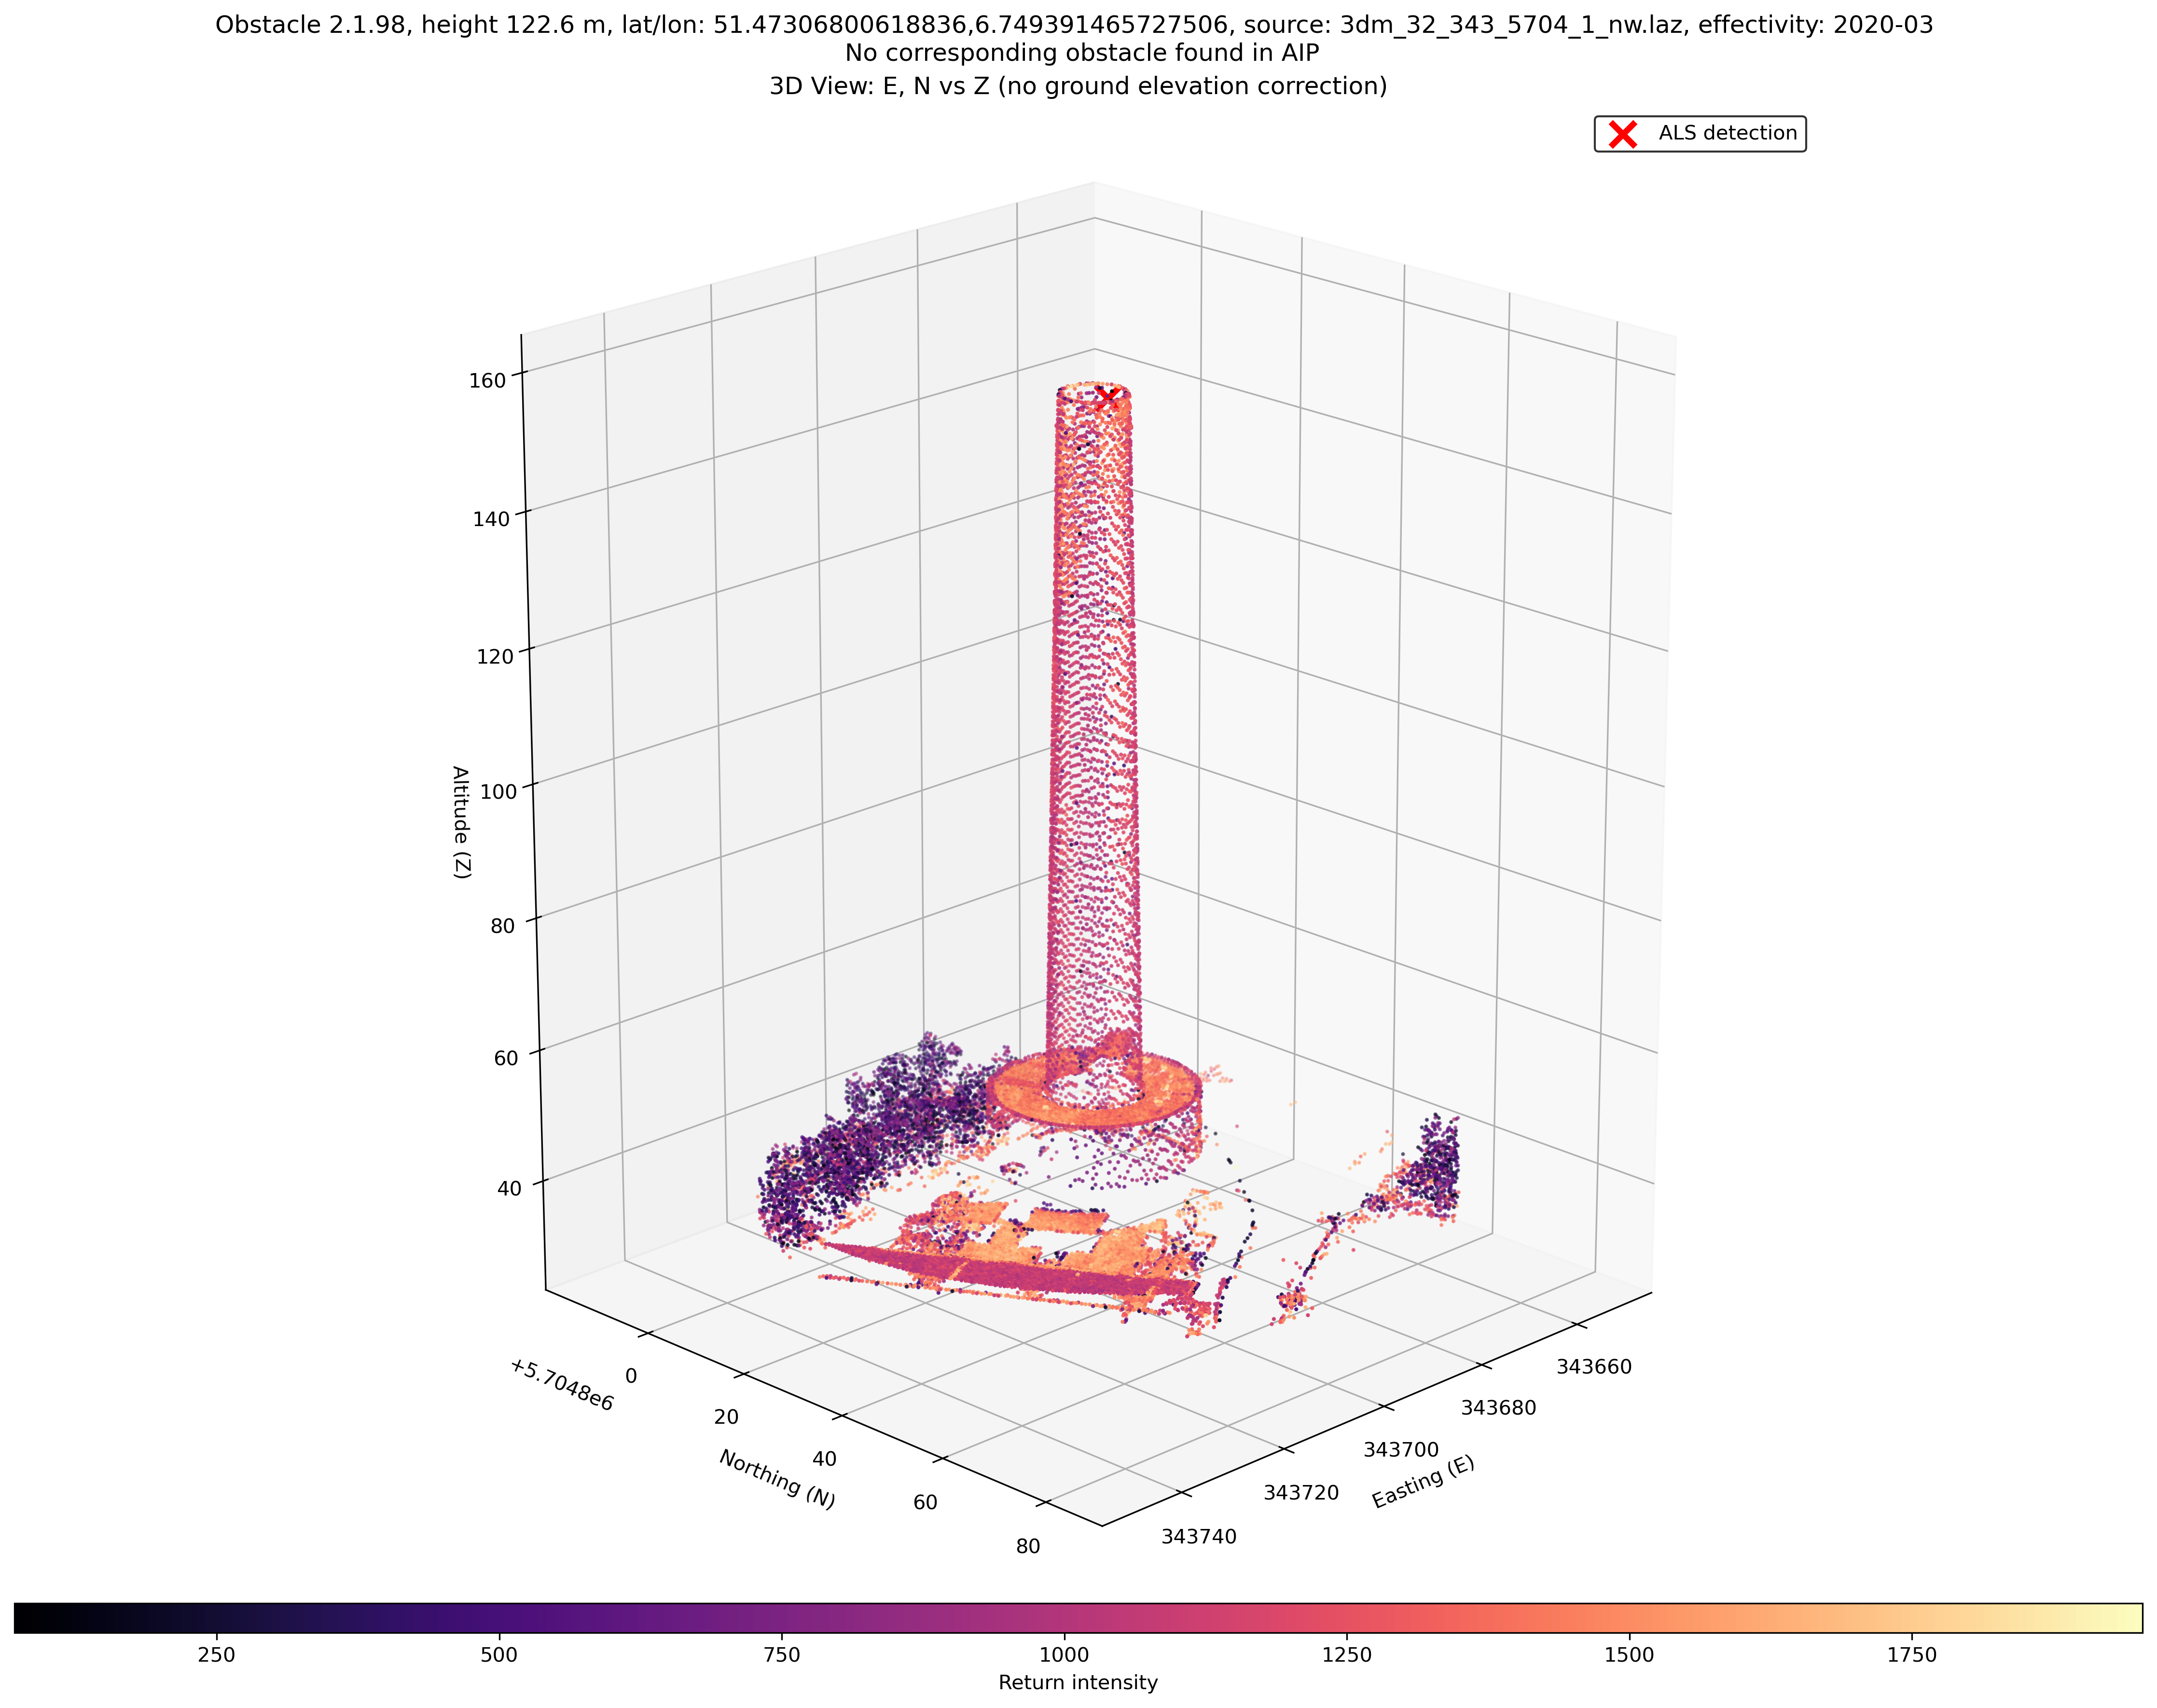 Obstacle 2.1.98, height 122.6 m, lat/lon: 51.47306800618836,6.749391465727506, source: 3dm_32_343_5704_1_nw.laz, effectivity: 2020-03
No corresponding obstacle found in AIP
3D View: E, N vs Z (no ground elevation correction)
ALS detection
160
140
120
100
80
60
40
Altitude (Z)
+5.7048e6
0
20
40
60
80
Northing (N)
343660
343680
343700
343720
343740
Easting (E)
250
500
750
1000
1250
1500
1750
Return intensity